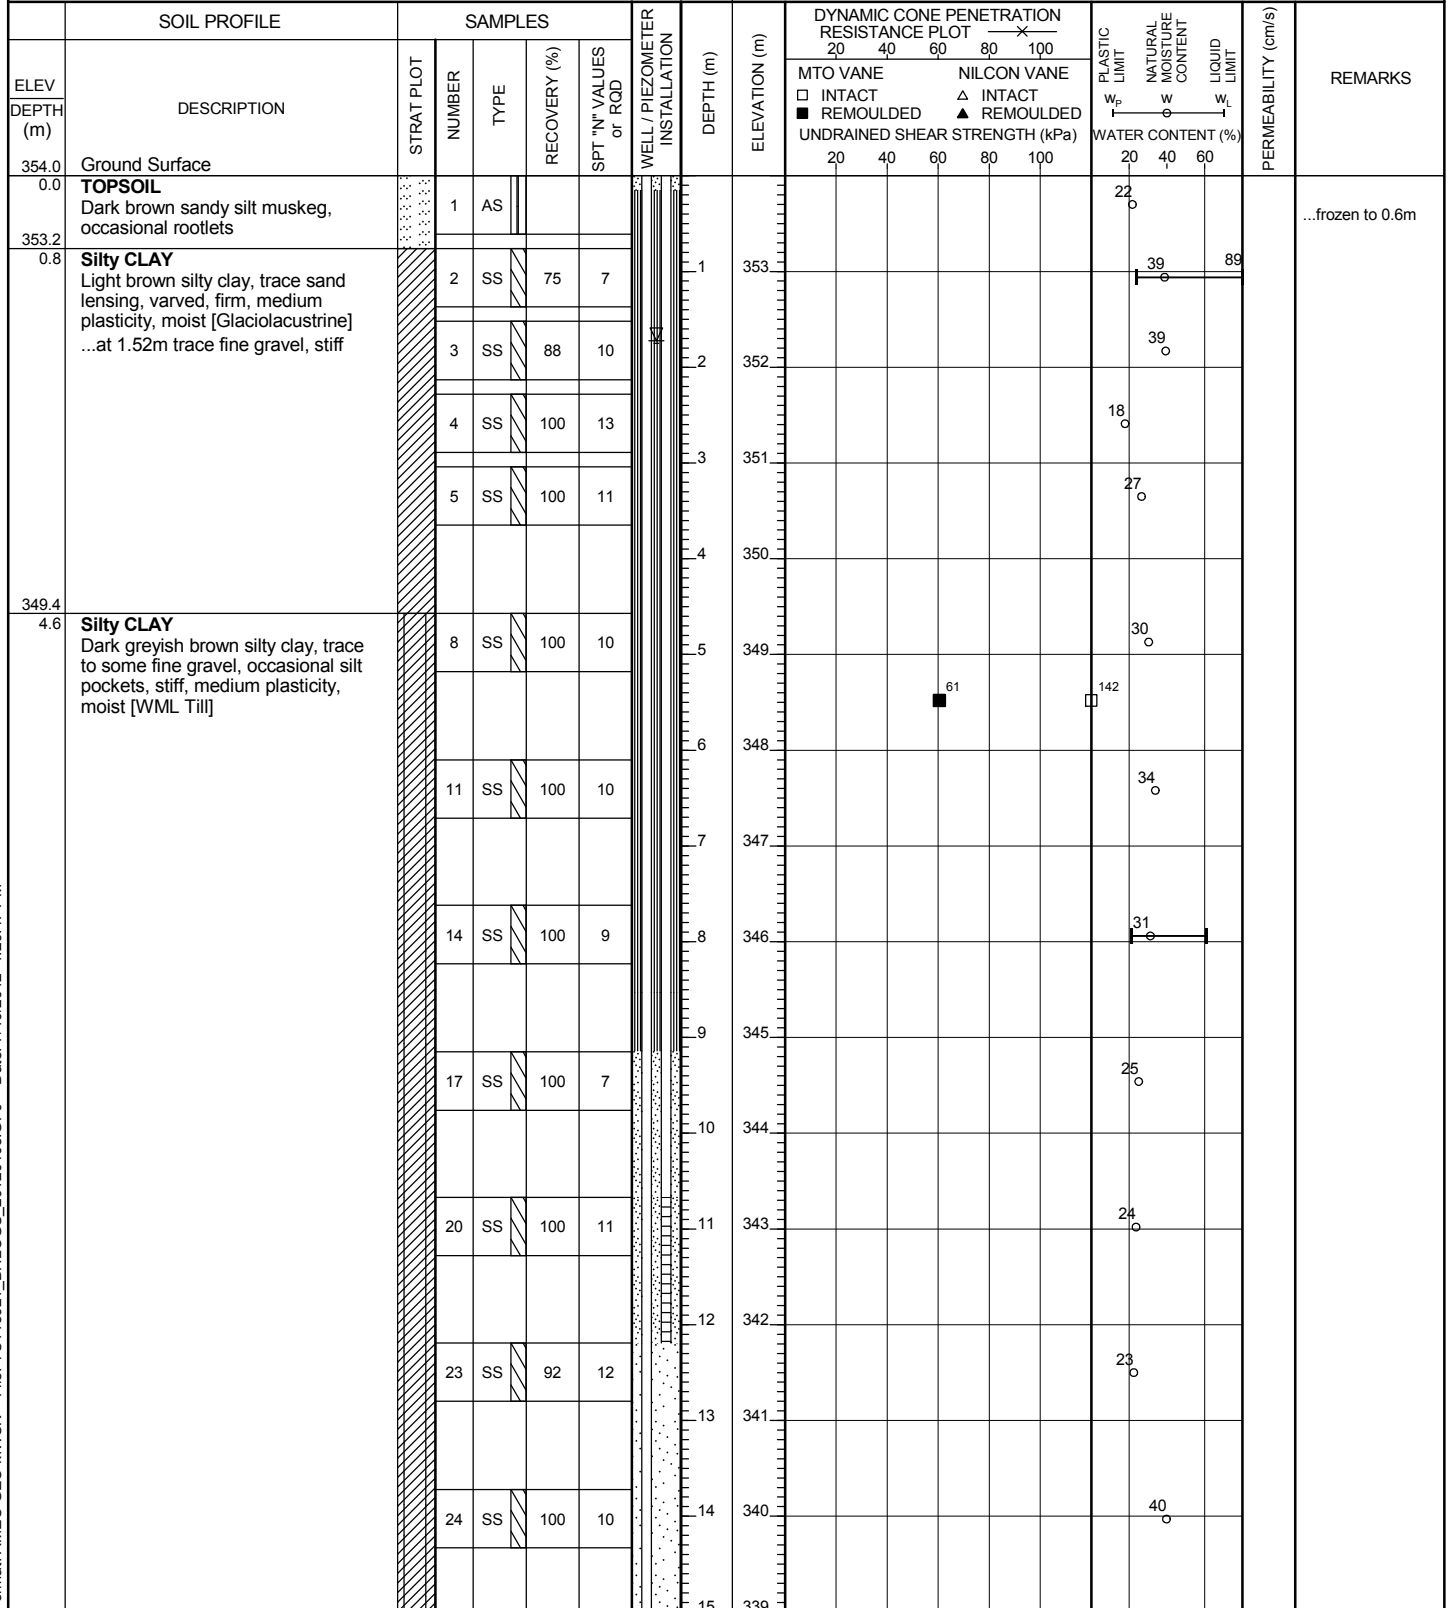 SOIL PROFILE
SAMPLES
ELEV
DEPTH
(m)
DESCRIPTION
STRAT PLOT
NUMBER
TYPE
RECOVERY (%)
SPT "N" VALUES
or RQD
WELL / PIEZOMETER
INSTALLATION
DEPTH (m)
ELEVATION (m)
DYNAMIC CONE PENETRATION
RESISTANCE PLOT
20 40 60 80 100
MTO VANE NILCON VANE
INTACT INTACT
REMOULDED REMOULDED
UNDRAINED SHEAR STRENGTH (kPa)
20 40 60 80 100
PLASTIC
LIMIT
NATURAL
MOISTURE
CONTENT
LIQUID
LIMIT
WP W WL
WATER CONTENT (%)
20 40 60
PERMEABILITY (cm/s)
REMARKS
354.0 Ground Surface
0.0 TOPSOIL
Dark brown sandy silt muskeg,
occasional rootlets
353.2
1 AS
22
...frozen to 0.6m
0.8 Silty CLAY
Light brown silty clay, trace sand
lensing, varved, firm, medium
plasticity, moist [Glaciolacustrine]
...at 1.52m trace fine gravel, stiff
2 SS 75 7
1 353
39 89
3 SS 88 10
39
2 352
4 SS 100 13
18
3 351
5 SS 100 11
27
4 350
349.4
4.6 Silty CLAY
Dark greyish brown silty clay, trace
to some fine gravel, occasional silt
pockets, stiff, medium plasticity,
moist [WML Till]
8 SS 100 10
30
5 349
61 142
6 348
11 SS 100 10
34
7 347
14 SS 100 9
31
8 346
9 345
17 SS 100 7
25
10 344
20 SS 100 11
24
11 343
12 342
23 SS 92 12
23
13 341
24 SS 100 10
40
14 340
15 339